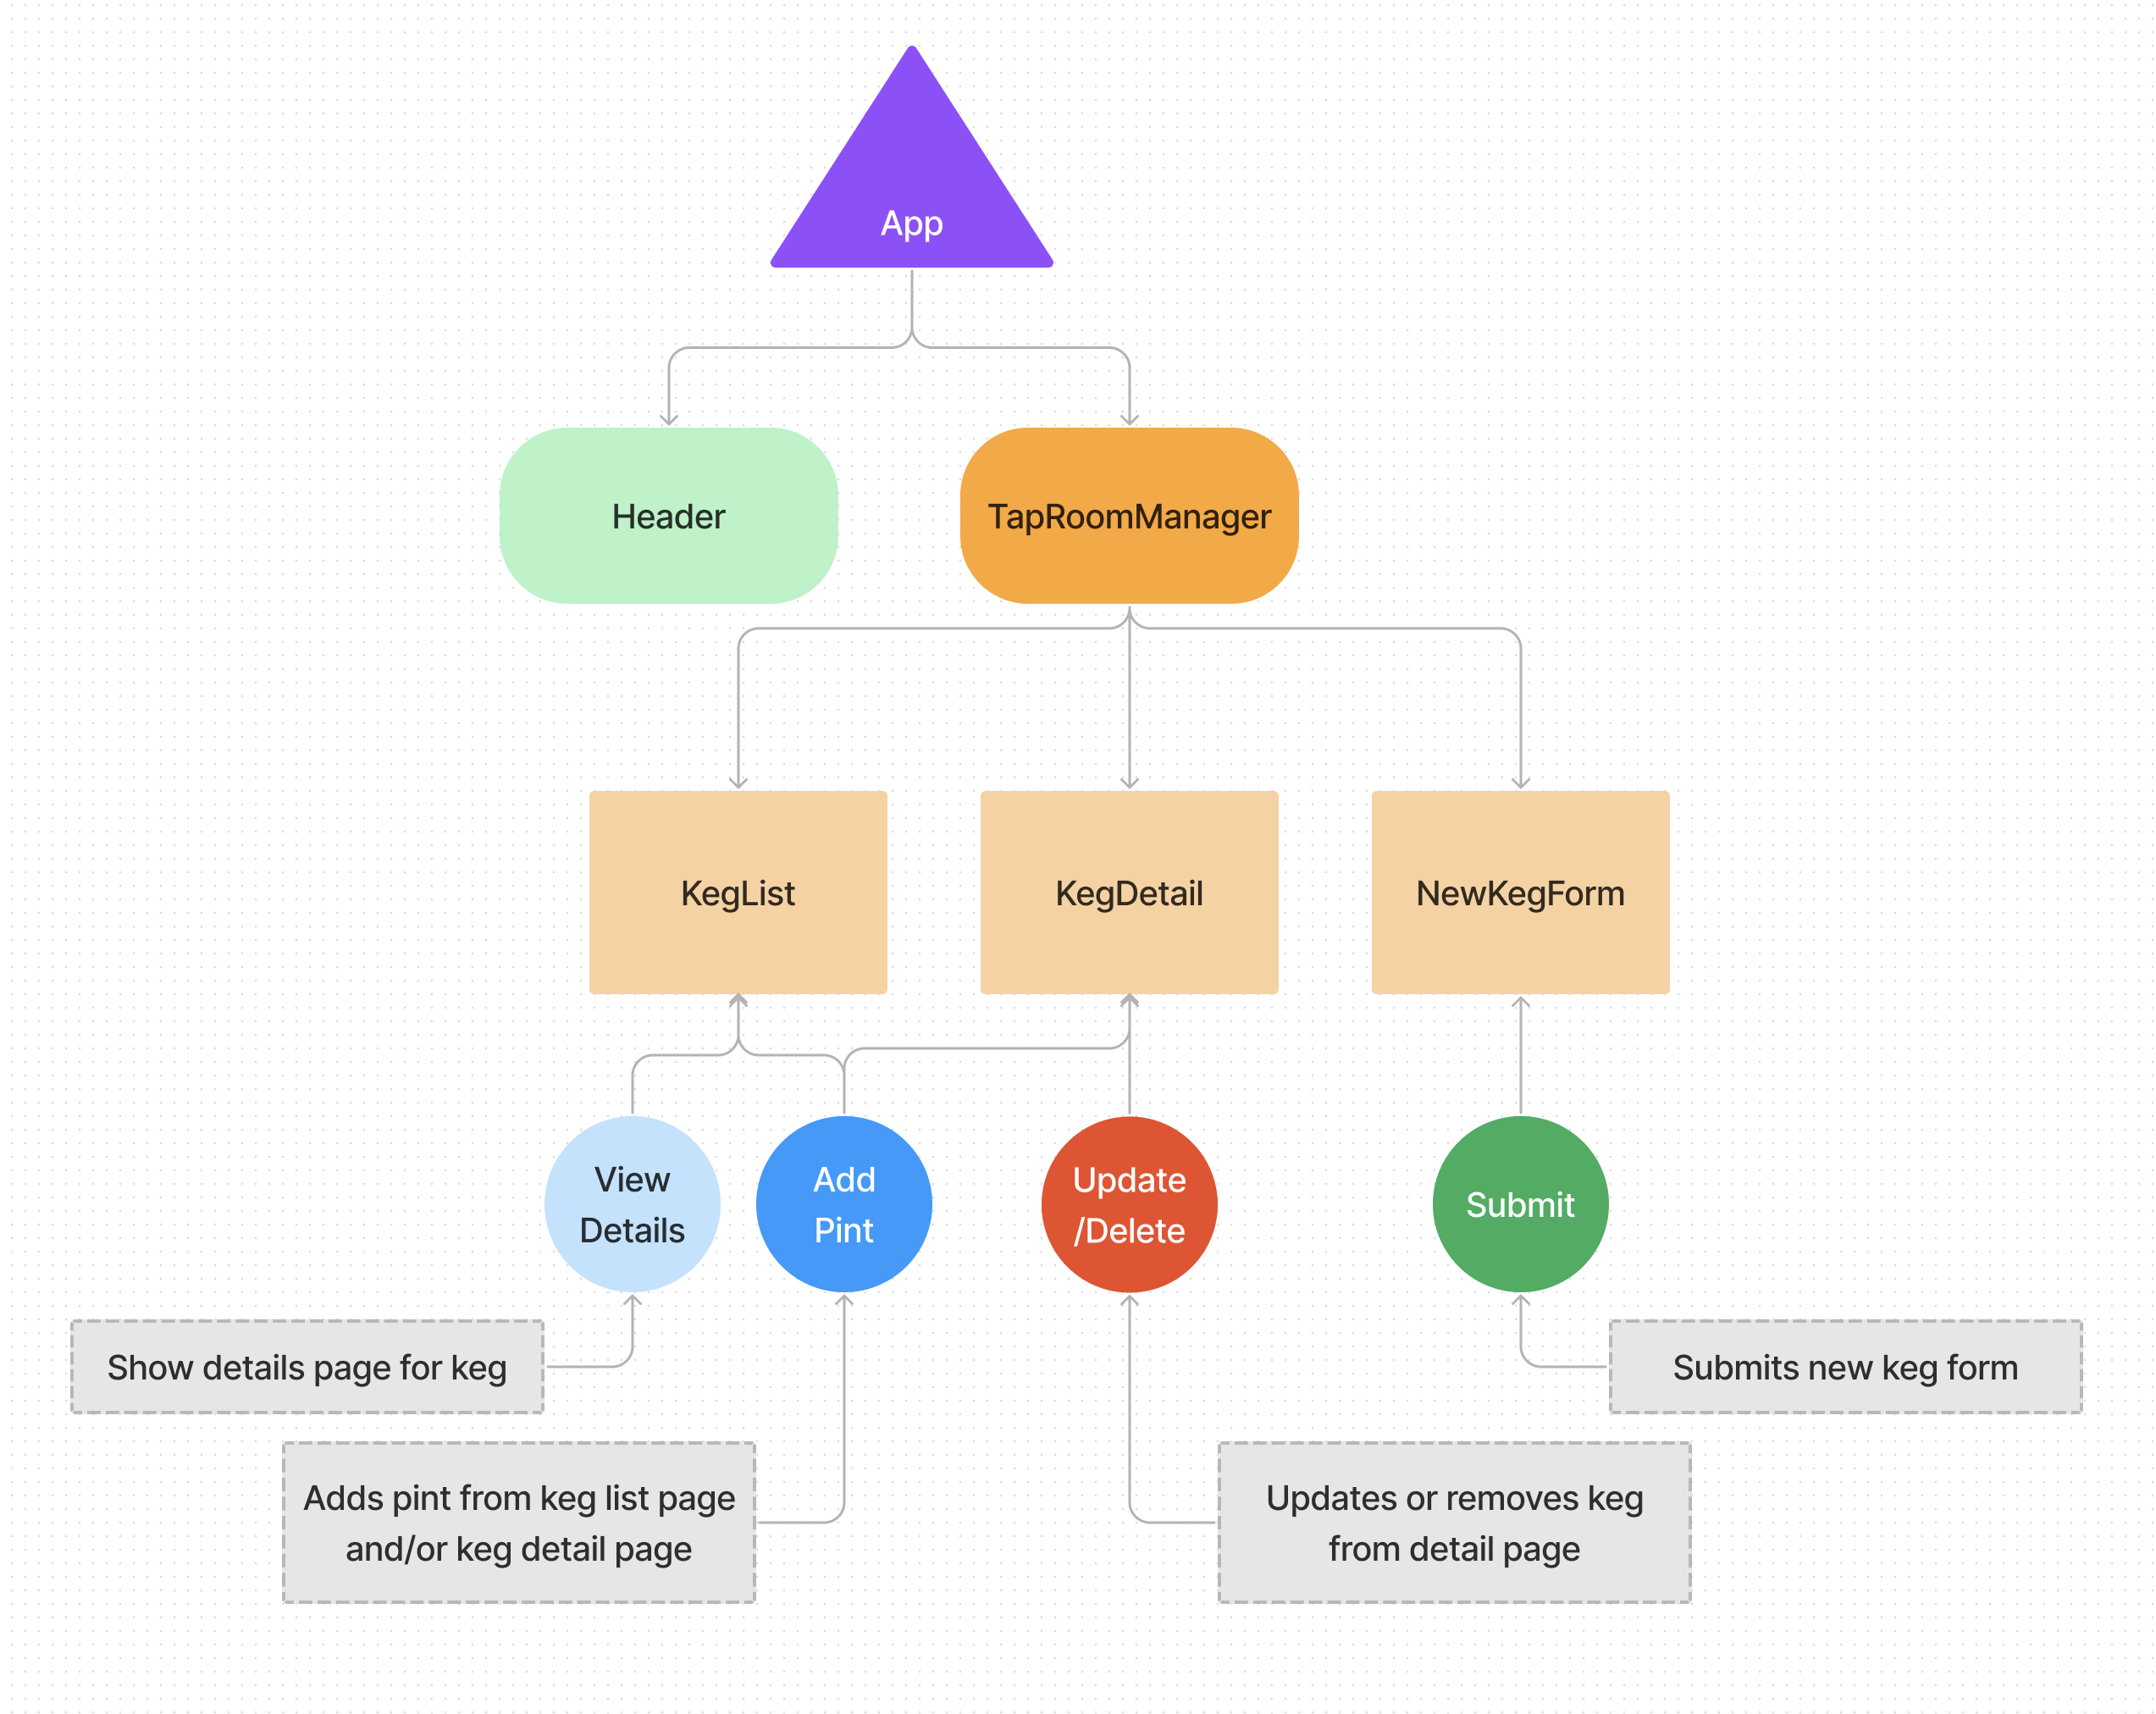 App
Header
TapRoomManager
KegList
KegDetail
NewKegForm
View
Details
Add
Pint
Update
/Delete
Submit
Show details page for keg
Submits new keg form
Adds pint from keg list page
and/or keg detail page
Updates or removes keg
from detail page